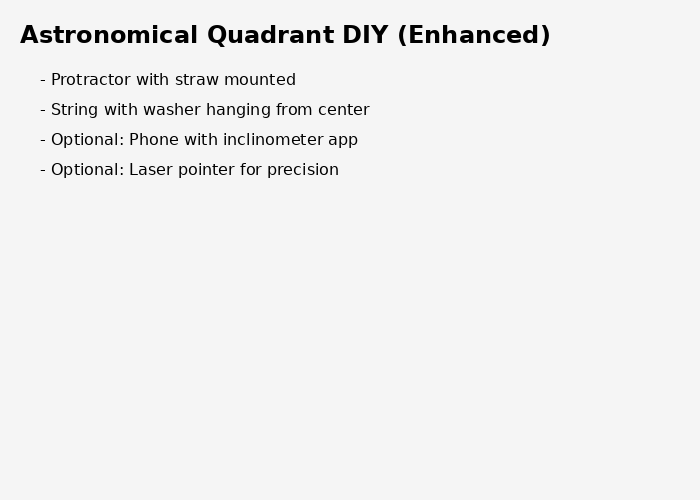 Astronomical Quadrant DIY (Enhanced)
- Protractor with straw mounted
- String with washer hanging from center
- Optional: Phone with inclinometer app
- Optional: Laser pointer for precision